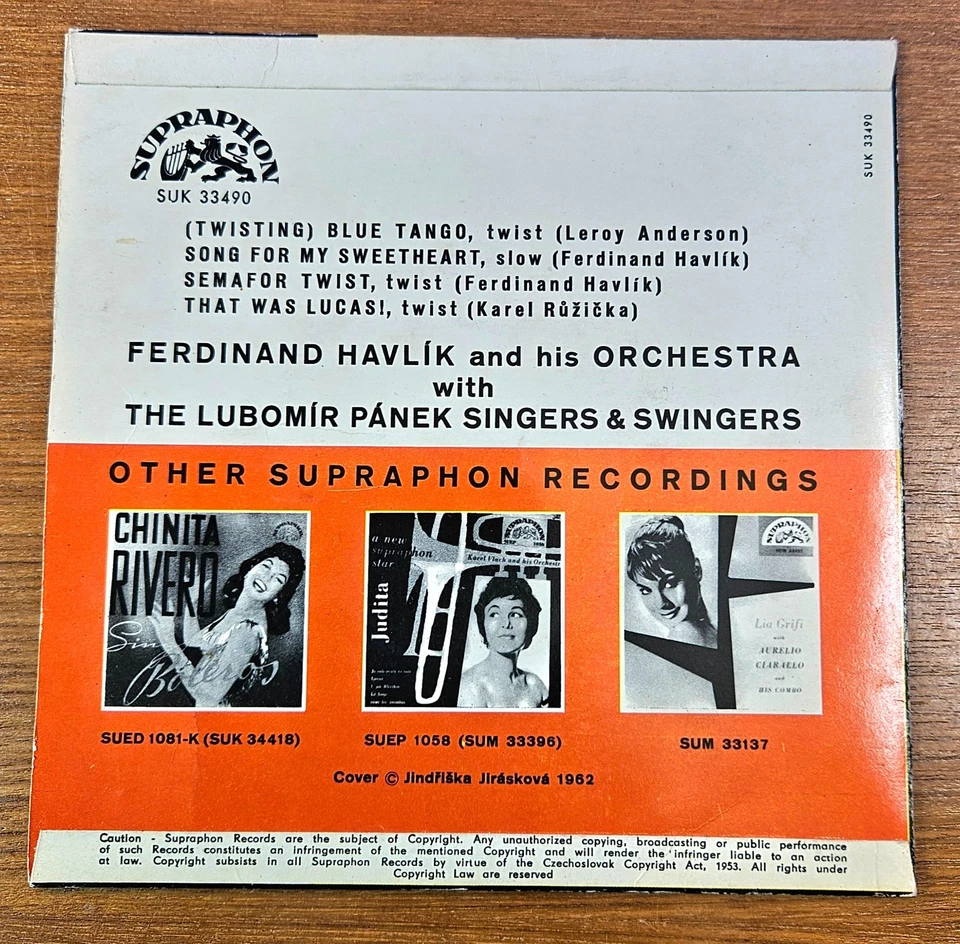 SUPRAPHON
SUK 33490
SUK 33490
(TWISTING) BLUE TANGO, twist (Leroy Anderson)
SONG FOR MY SWEETHEART, slow (Ferdinand Havlík)
SEMAFOR TWIST, twist (Ferdinand Havlík)
THAT WAS LUCAS!, twist (Karel Růžička)
FERDINAND HAVLÍK and his ORCHESTRA
with
THE LUBOMÍR PÁNEK SINGERS & SWINGERS
OTHER SUPRAPHON RECORDINGS
CHINITA
RIVERO
Boleros
a new
supraphon
star
Judita
SUPRAPHON
Karel Vlach and his Orchestr
SUPRAPHON
Lia Grifi
with
AURELIO
CIARALLO
and
HIS COMBO
SUED 1081-K (SUK 34418)
SUEP 1058 (SUM 33396)
SUM 33137
Cover © Jindřiška Jirásková 1962
Caution - Supraphon Records are the subject of Copyright. Any unauthorized copying, broadcasting or public performance
of such Records constitutes an infringement of the mentioned Copyright and will render the infringer liable to an action
at law. Copyright subsists in all Supraphon Records by virtue of the Czechoslovak Copyright Act, 1953. All rights under
Copyright Law are reserved